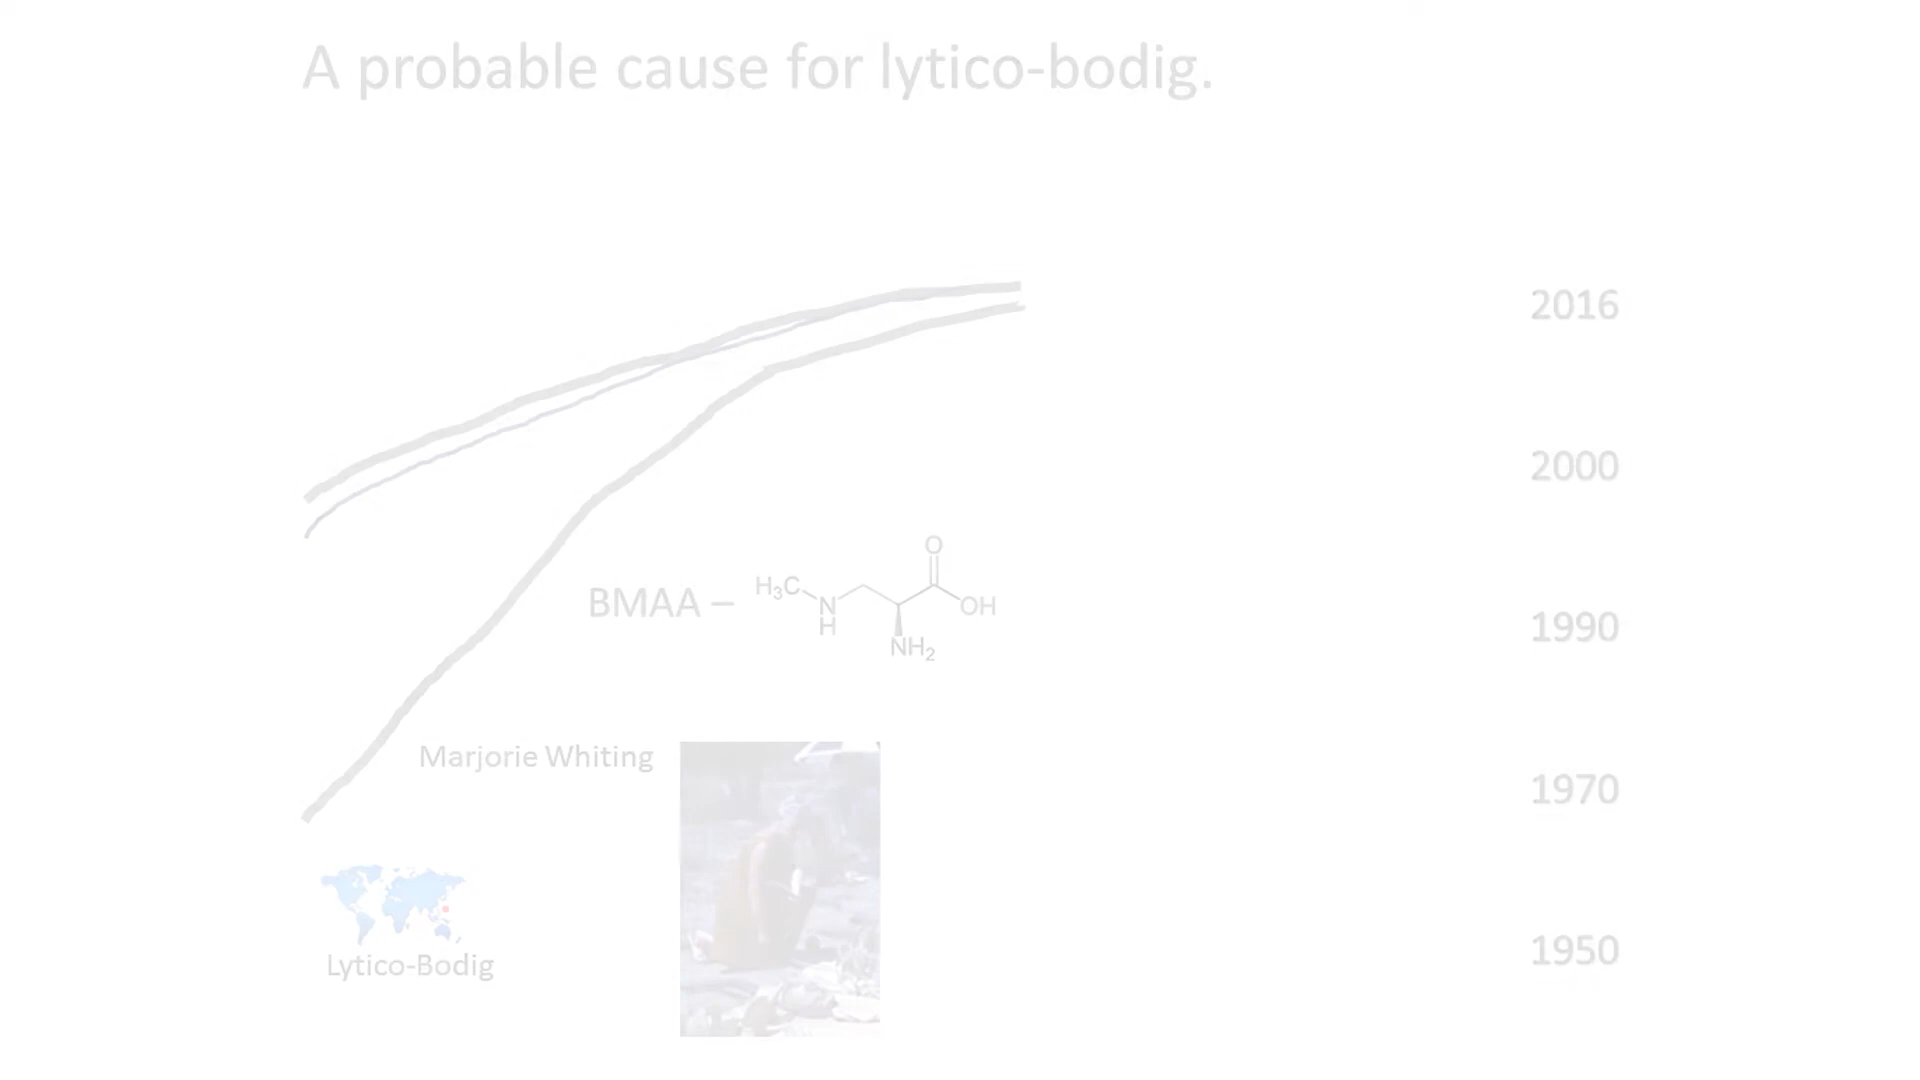 A probable cause for lytico-bodig.
2016
2000
BMAA – H₃C N H NH₂ O OH
1990
Marjorie Whiting
1970
Lytico-Bodig
1950